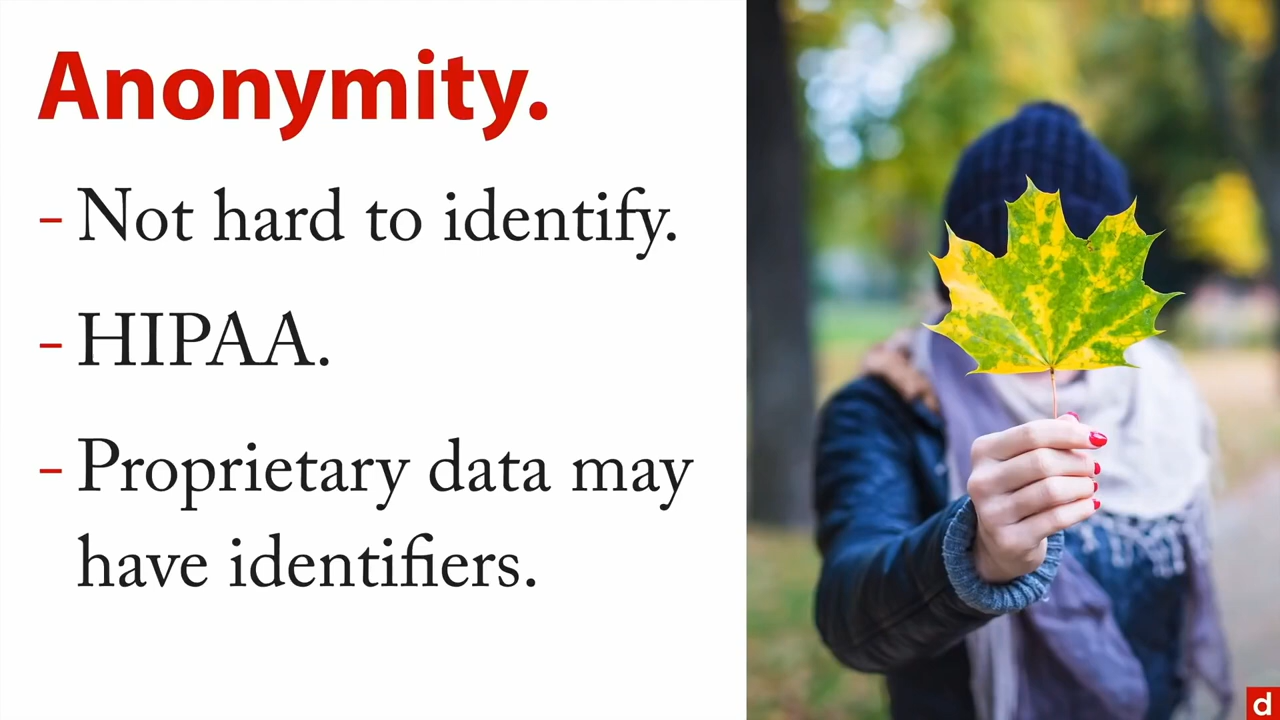 Anonymity.
- Not hard to identify.
- HIPAA.
- Proprietary data may
have identifiers.
d